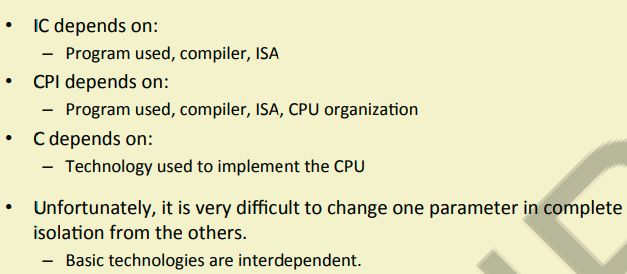 • IC depends on:
– Program used, compiler, ISA
• CPI depends on:
– Program used, compiler, ISA, CPU organization
• C depends on:
– Technology used to implement the CPU
• Unfortunately, it is very difficult to change one parameter in complete
isolation from the others.
– Basic technologies are interdependent.